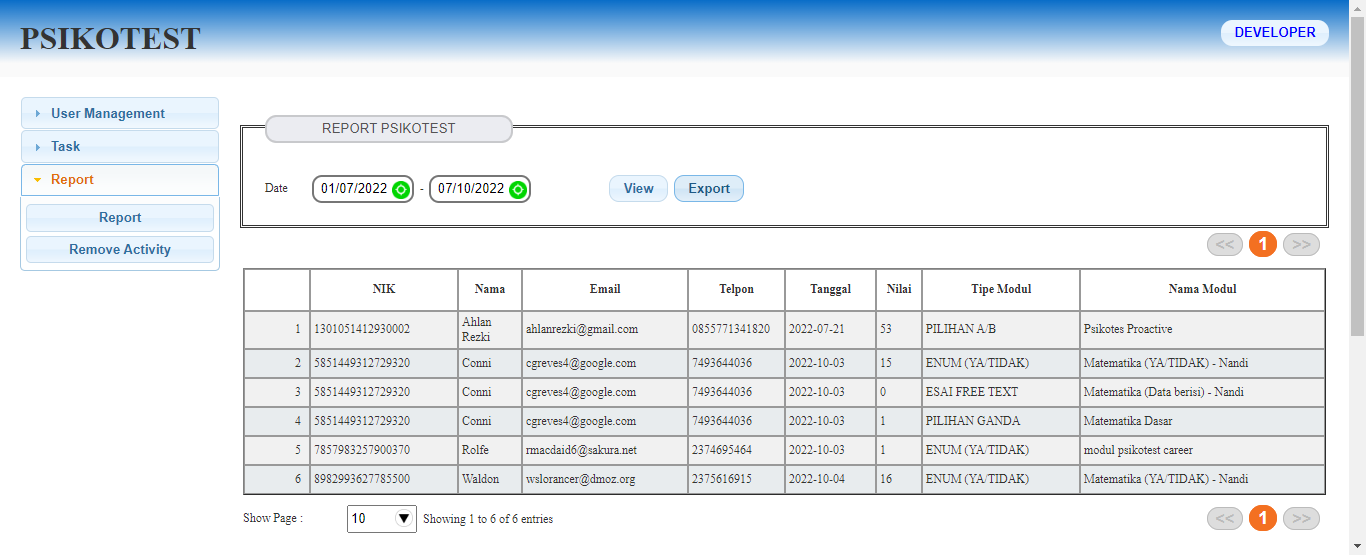 PSIKOTEST
DEVELOPER
User Management
Task
Report
Report
Remove Activity
REPORT PSIKOTEST
Date 01/07/2022 - 07/10/2022 View Export
<< 1 >>
NIK Nama Email Telpon Tanggal Nilai Tipe Modul Nama Modul
1 1301051412930002 Ahlan Rezki ahlanrezki@gmail.com 0855771341820 2022-07-21 53 PILIHAN A/B Psikotes Proactive
2 5851449312729320 Conni cgreves4@google.com 7493644036 2022-10-03 15 ENUM (YA/TIDAK) Matematika (YA/TIDAK) - Nandi
3 5851449312729320 Conni cgreves4@google.com 7493644036 2022-10-03 0 ESAI FREE TEXT Matematika (Data berisi) - Nandi
4 5851449312729320 Conni cgreves4@google.com 7493644036 2022-10-03 1 PILIHAN GANDA Matematika Dasar
5 7857983257900370 Rolfe rmacdaid6@sakura.net 2374695464 2022-10-03 1 ENUM (YA/TIDAK) modul psikotest career
6 8982993627785500 Waldon wslorancer@dmoz.org 2375616915 2022-10-04 16 ENUM (YA/TIDAK) Matematika (YA/TIDAK) - Nandi
Show Page : 10 Showing 1 to 6 of 6 entries
<< 1 >>